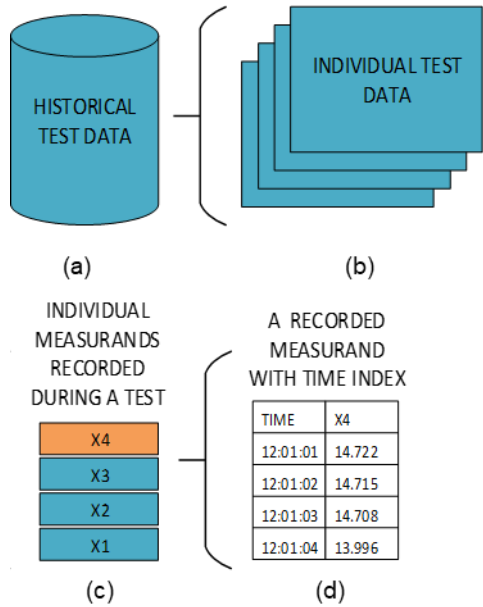 HISTORICAL
TEST DATA
INDIVIDUAL TEST
DATA
(a)
(b)
INDIVIDUAL
MEASURANDS
RECORDED
DURING A TEST
X4
X3
X2
X1
(c)
A RECORDED
MEASURAND
WITH TIME INDEX
TIME X4
12:01:01 14.722
12:01:02 14.715
12:01:03 14.708
12:01:04 13.996
(d)